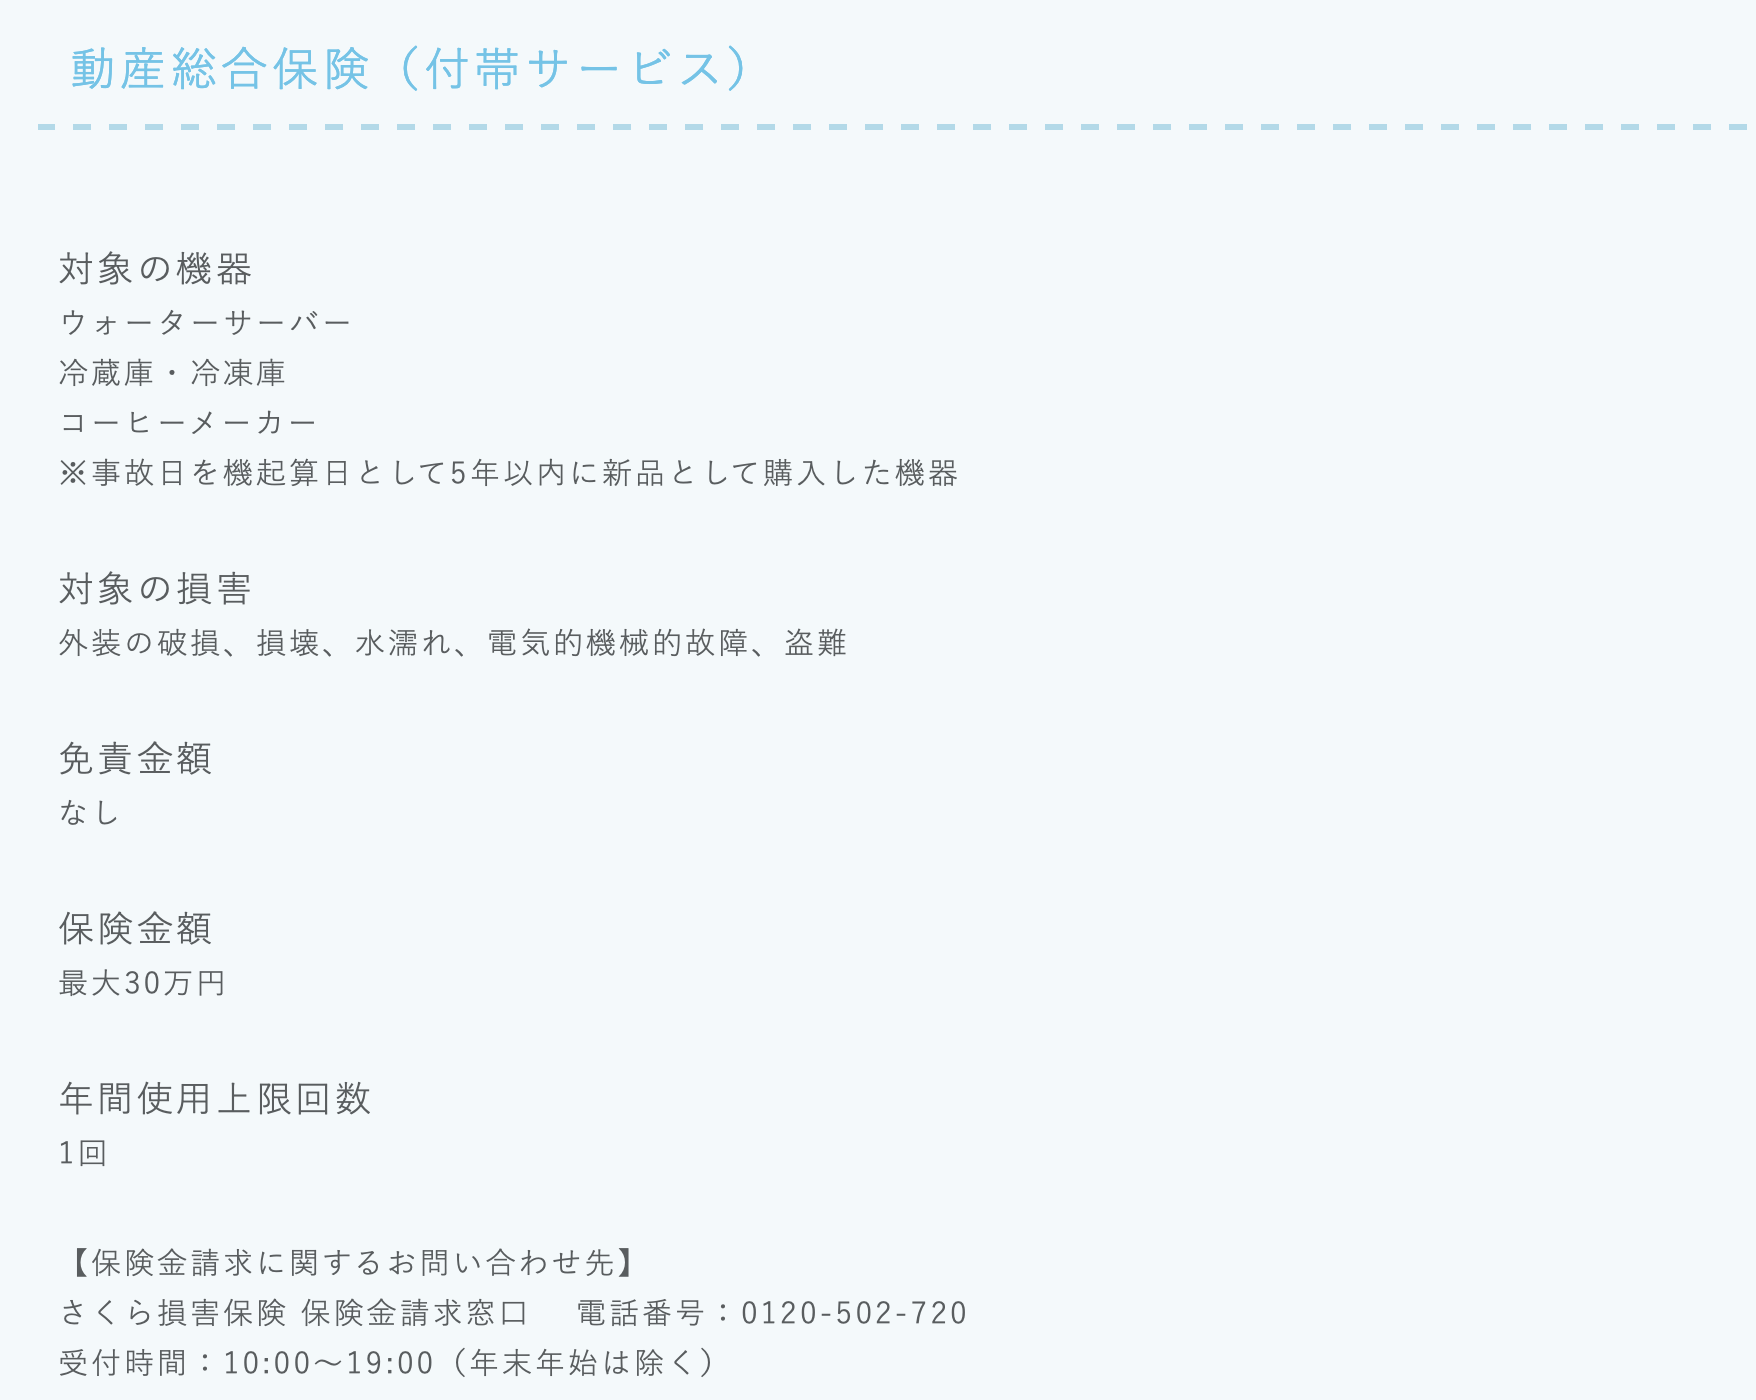 動産総合保険（付帯サービス）
対象の機器
ウォーターサーバー
冷蔵庫・冷凍庫
コーヒーメーカー
※事故日を機起算日として5年以内に新品として購入した機器
対象の損害
外装の破損、損壊、水濡れ、電気的機械的故障、盗難
免責金額
なし
保険金額
最大30万円
年間使用上限回数
1回
【保険金請求に関するお問い合わせ先】
さくら損害保険 保険金請求窓口　電話番号：0120-502-720
受付時間：10:00〜19:00（年末年始は除く）